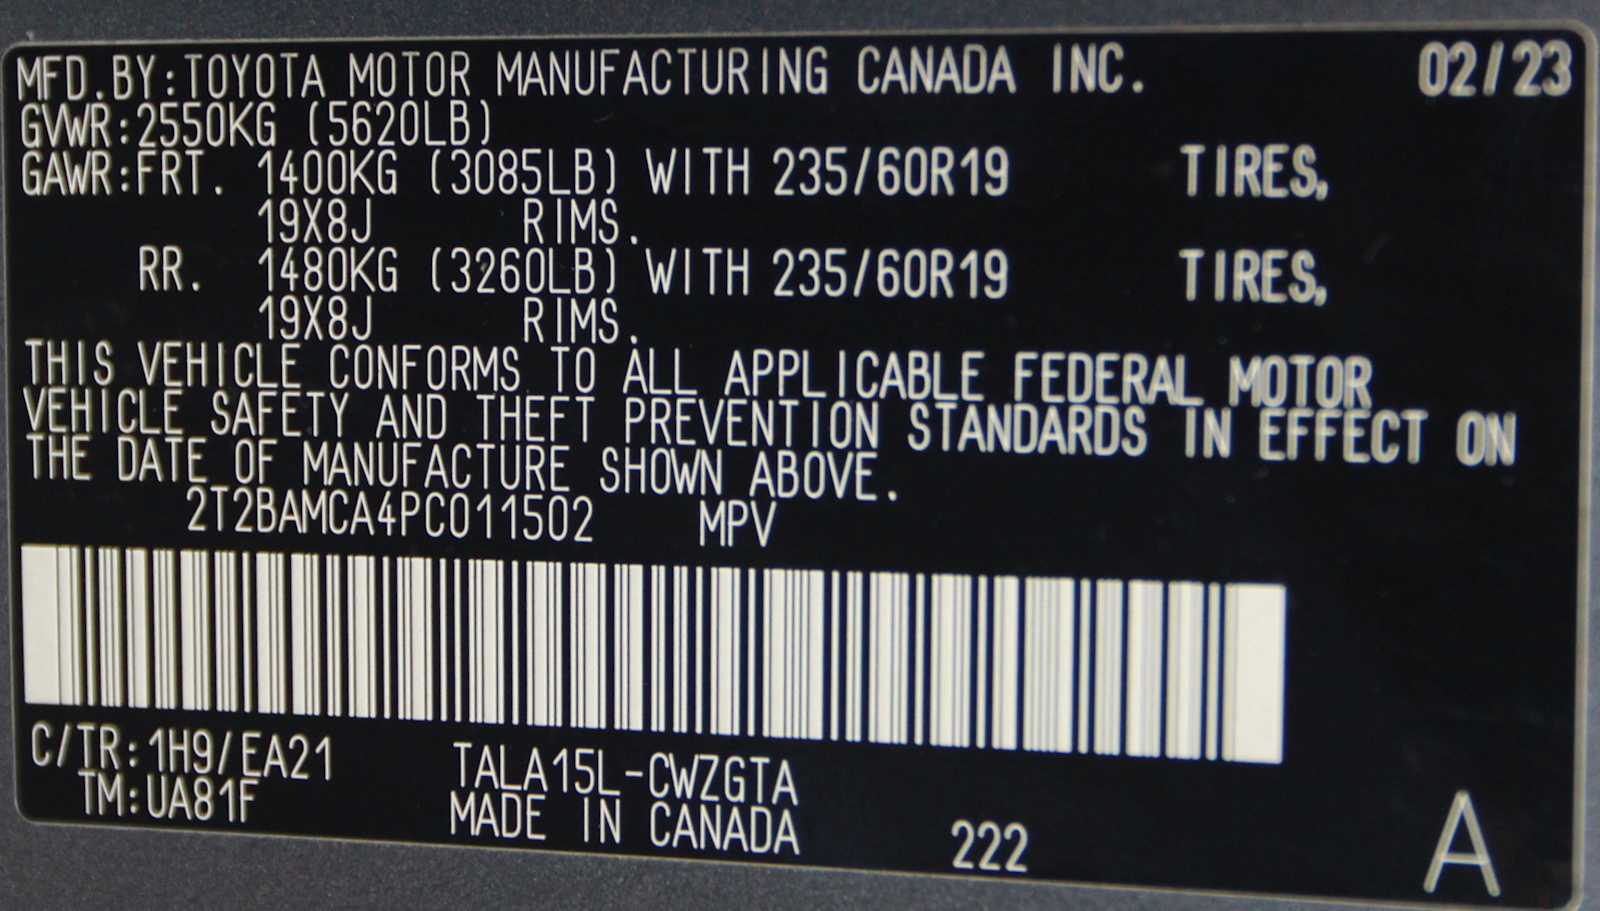 MFD.BY:TOYOTA MOTOR MANUFACTURING CANADA INC. 02/23
GVWR:2550KG (5620LB)
GAWR:FRT. 1400KG (3085LB) WITH 235/60R19 TIRES,
19X8J RIMS.
RR. 1480KG (3260LB) WITH 235/60R19 TIRES,
19X8J RIMS.
THIS VEHICLE CONFORMS TO ALL APPLICABLE FEDERAL MOTOR
VEHICLE SAFETY AND THEFT PREVENTION STANDARDS IN EFFECT ON
THE DATE OF MANUFACTURE SHOWN ABOVE.
2T2BAMCA4PC011502 MPV
C/TR:1H9/EA21 TALA15L-CWZGTA
TM:UA81F MADE IN CANADA 222 A